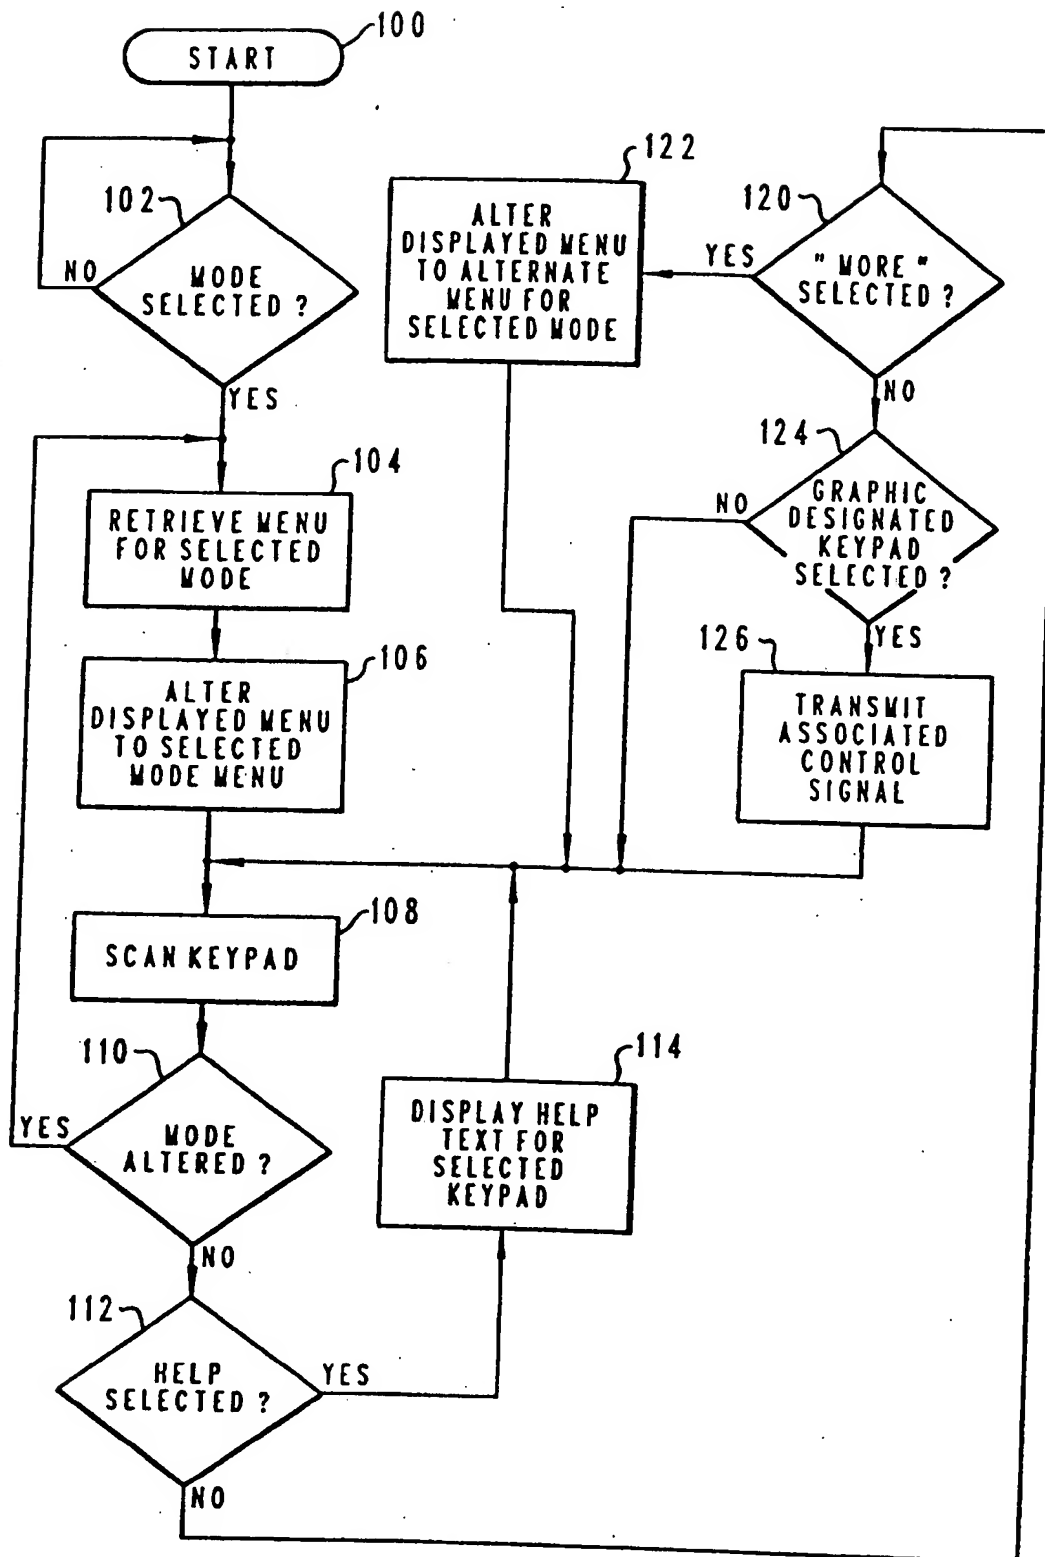 100
START
102
NO
MODE
SELECTED ?
YES
104
RETRIEVE MENU
FOR SELECTED
MODE
106
ALTER
DISPLAYED MENU
TO SELECTED
MODE MENU
108
SCAN KEYPAD
110
YES
MODE
ALTERED ?
NO
112
HELP
SELECTED ?
YES
NO
114
DISPLAY HELP
TEXT FOR
SELECTED
KEYPAD
120
" MORE "
SELECTED ?
YES
NO
122
ALTER
DISPLAYED MENU
TO ALTERNATE
MENU FOR
SELECTED MODE
124
NO
GRAPHIC
DESIGNATED
KEYPAD
SELECTED ?
YES
126
TRANSMIT
ASSOCIATED
CONTROL
SIGNAL